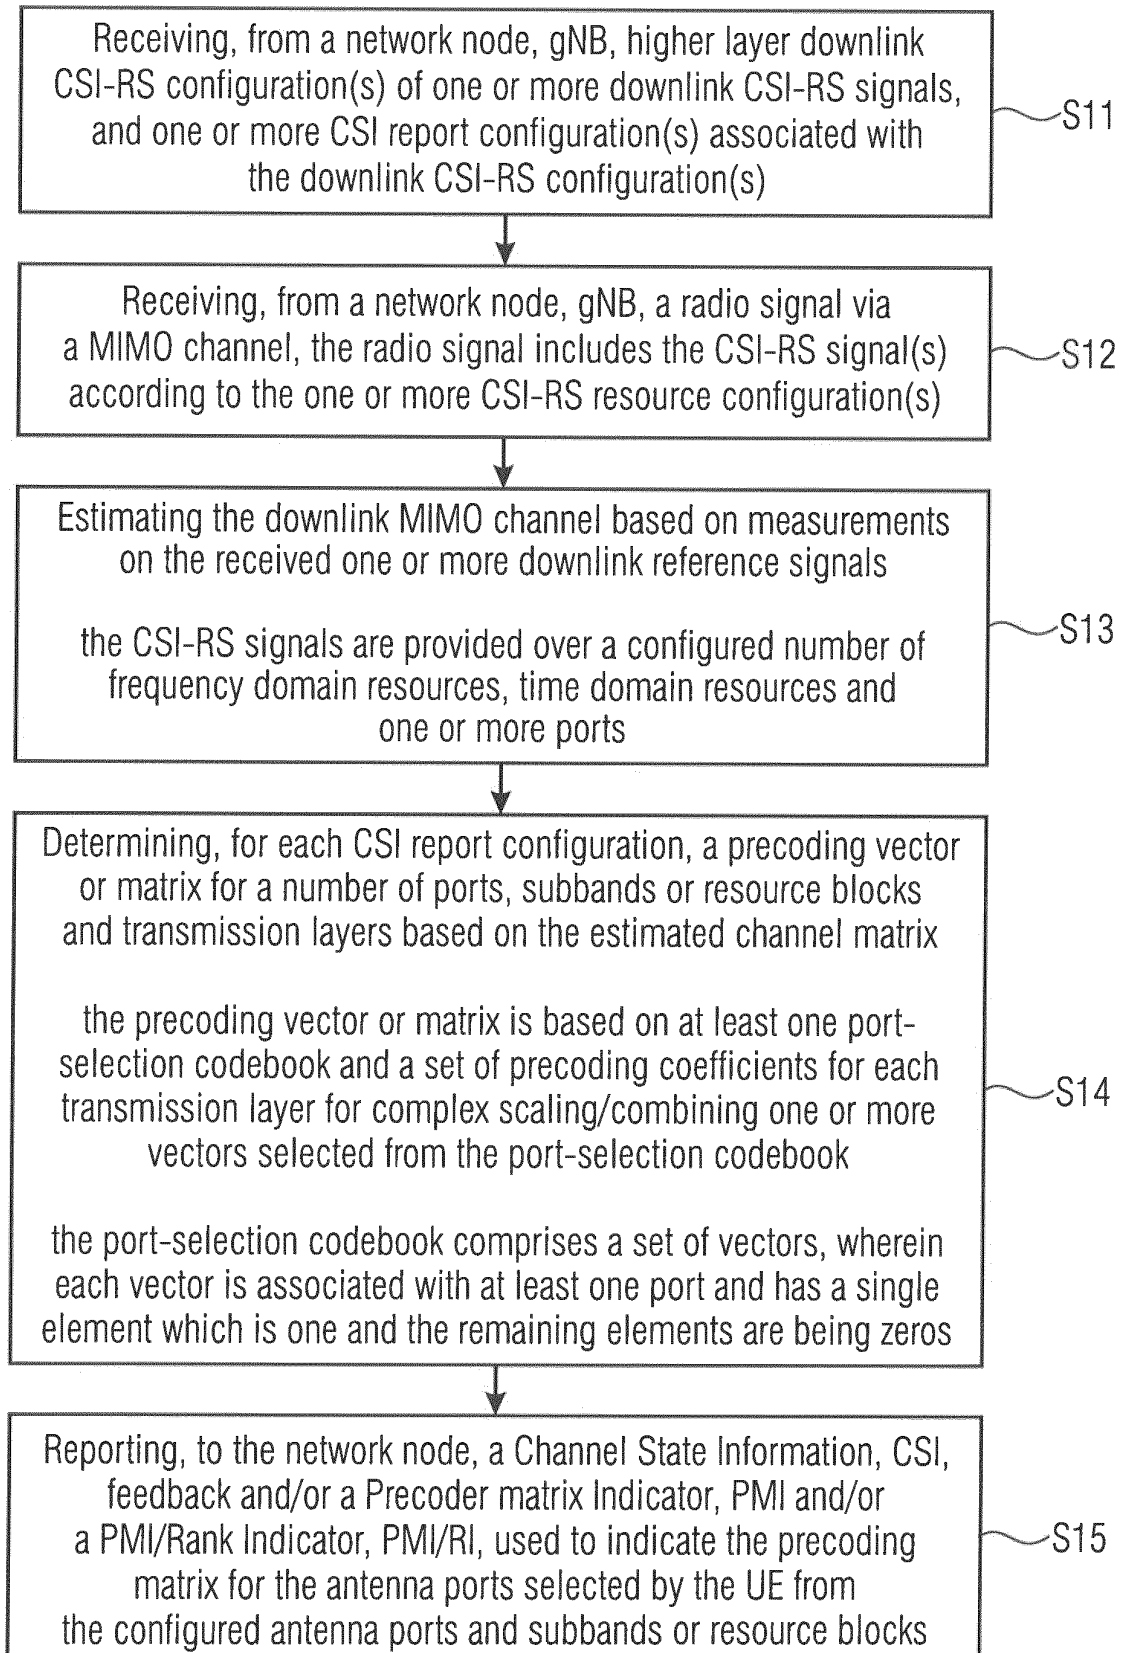 Receiving, from a network node, gNB, higher layer downlink
CSI-RS configuration(s) of one or more downlink CSI-RS signals,
and one or more CSI report configuration(s) associated with
the downlink CSI-RS configuration(s)
S11
Receiving, from a network node, gNB, a radio signal via
a MIMO channel, the radio signal includes the CSI-RS signal(s)
according to the one or more CSI-RS resource configuration(s)
S12
Estimating the downlink MIMO channel based on measurements
on the received one or more downlink reference signals
the CSI-RS signals are provided over a configured number of
frequency domain resources, time domain resources and
one or more ports
S13
Determining, for each CSI report configuration, a precoding vector
or matrix for a number of ports, subbands or resource blocks
and transmission layers based on the estimated channel matrix
the precoding vector or matrix is based on at least one port-
selection codebook and a set of precoding coefficients for each
transmission layer for complex scaling/combining one or more
vectors selected from the port-selection codebook
the port-selection codebook comprises a set of vectors, wherein
each vector is associated with at least one port and has a single
element which is one and the remaining elements are being zeros
S14
Reporting, to the network node, a Channel State Information, CSI,
feedback and/or a Precoder matrix Indicator, PMI and/or
a PMI/Rank Indicator, PMI/RI, used to indicate the precoding
matrix for the antenna ports selected by the UE from
the configured antenna ports and subbands or resource blocks
S15